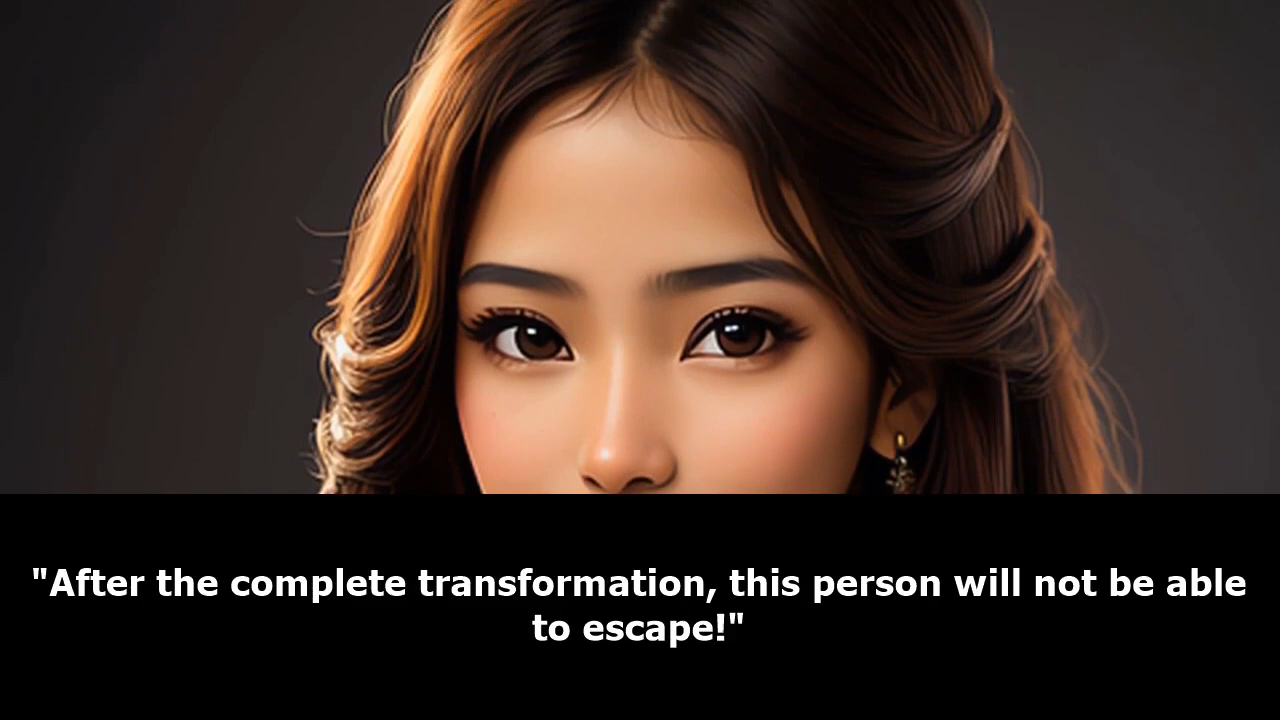 "After the complete transformation, this person will not be able
to escape!"